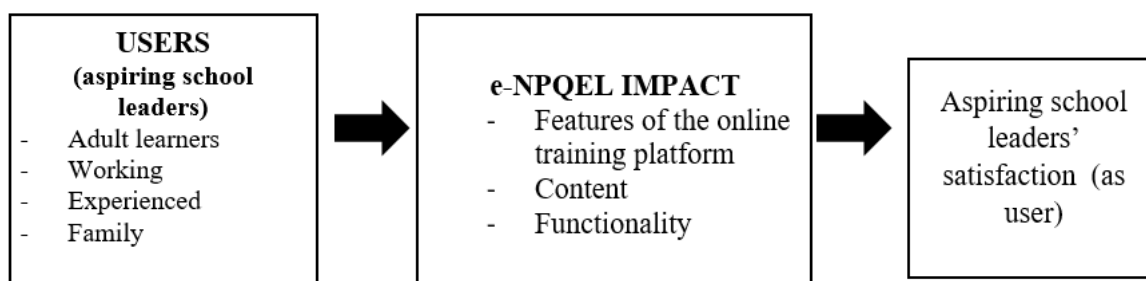 USERS
(aspiring school
leaders)
- Adult learners
- Working
- Experienced
- Family
e-NPQEL IMPACT
- Features of the online
training platform
- Content
- Functionality
Aspiring school
leaders'
satisfaction (as
user)